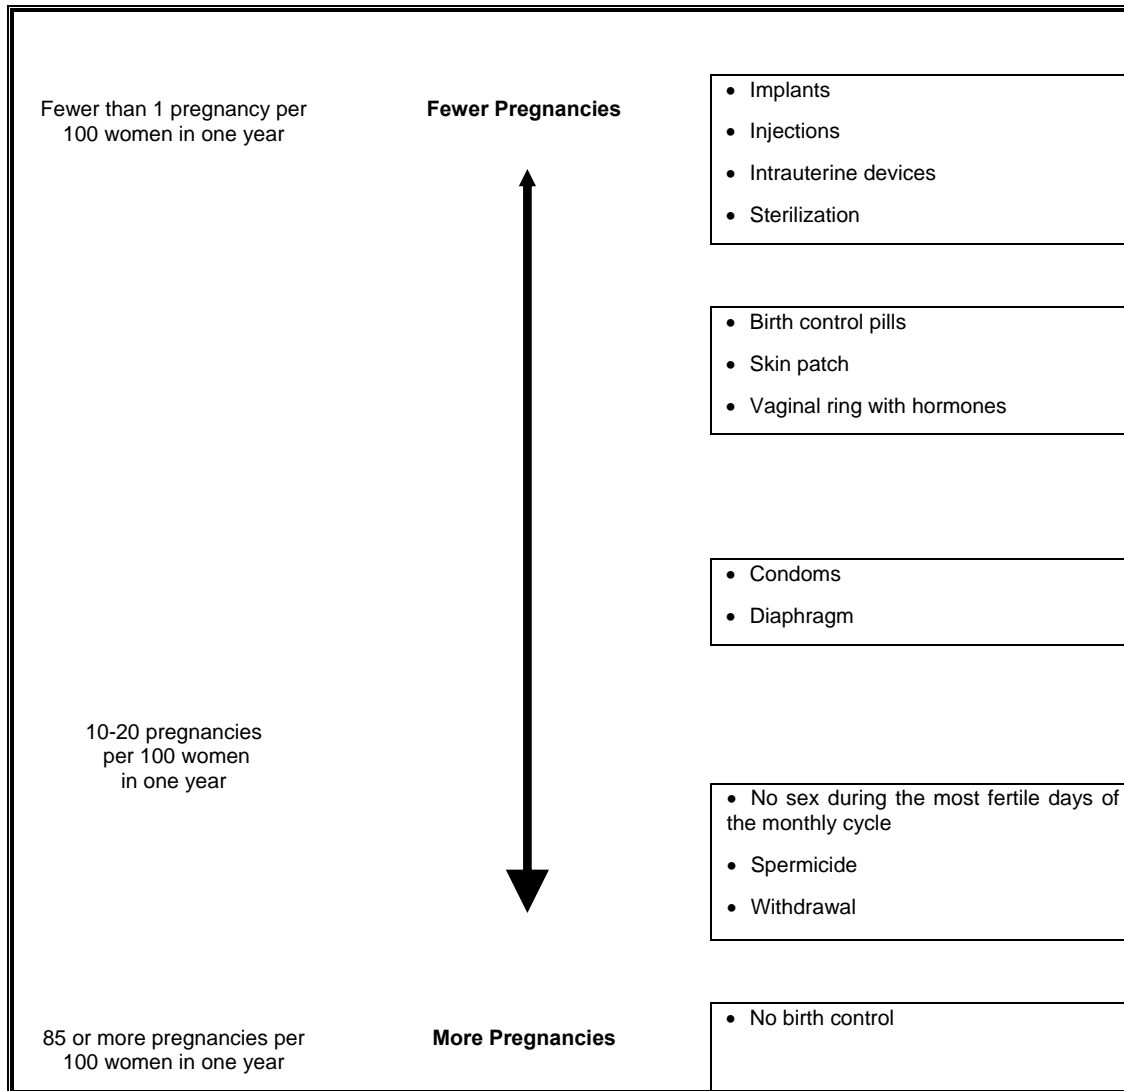 Fewer than 1 pregnancy per
100 women in one year
Fewer Pregnancies
• Implants
• Injections
• Intrauterine devices
• Sterilization
• Birth control pills
• Skin patch
• Vaginal ring with hormones
• Condoms
• Diaphragm
10-20 pregnancies
per 100 women
in one year
• No sex during the most fertile days of
the monthly cycle
• Spermicide
• Withdrawal
85 or more pregnancies per
100 women in one year
More Pregnancies
• No birth control